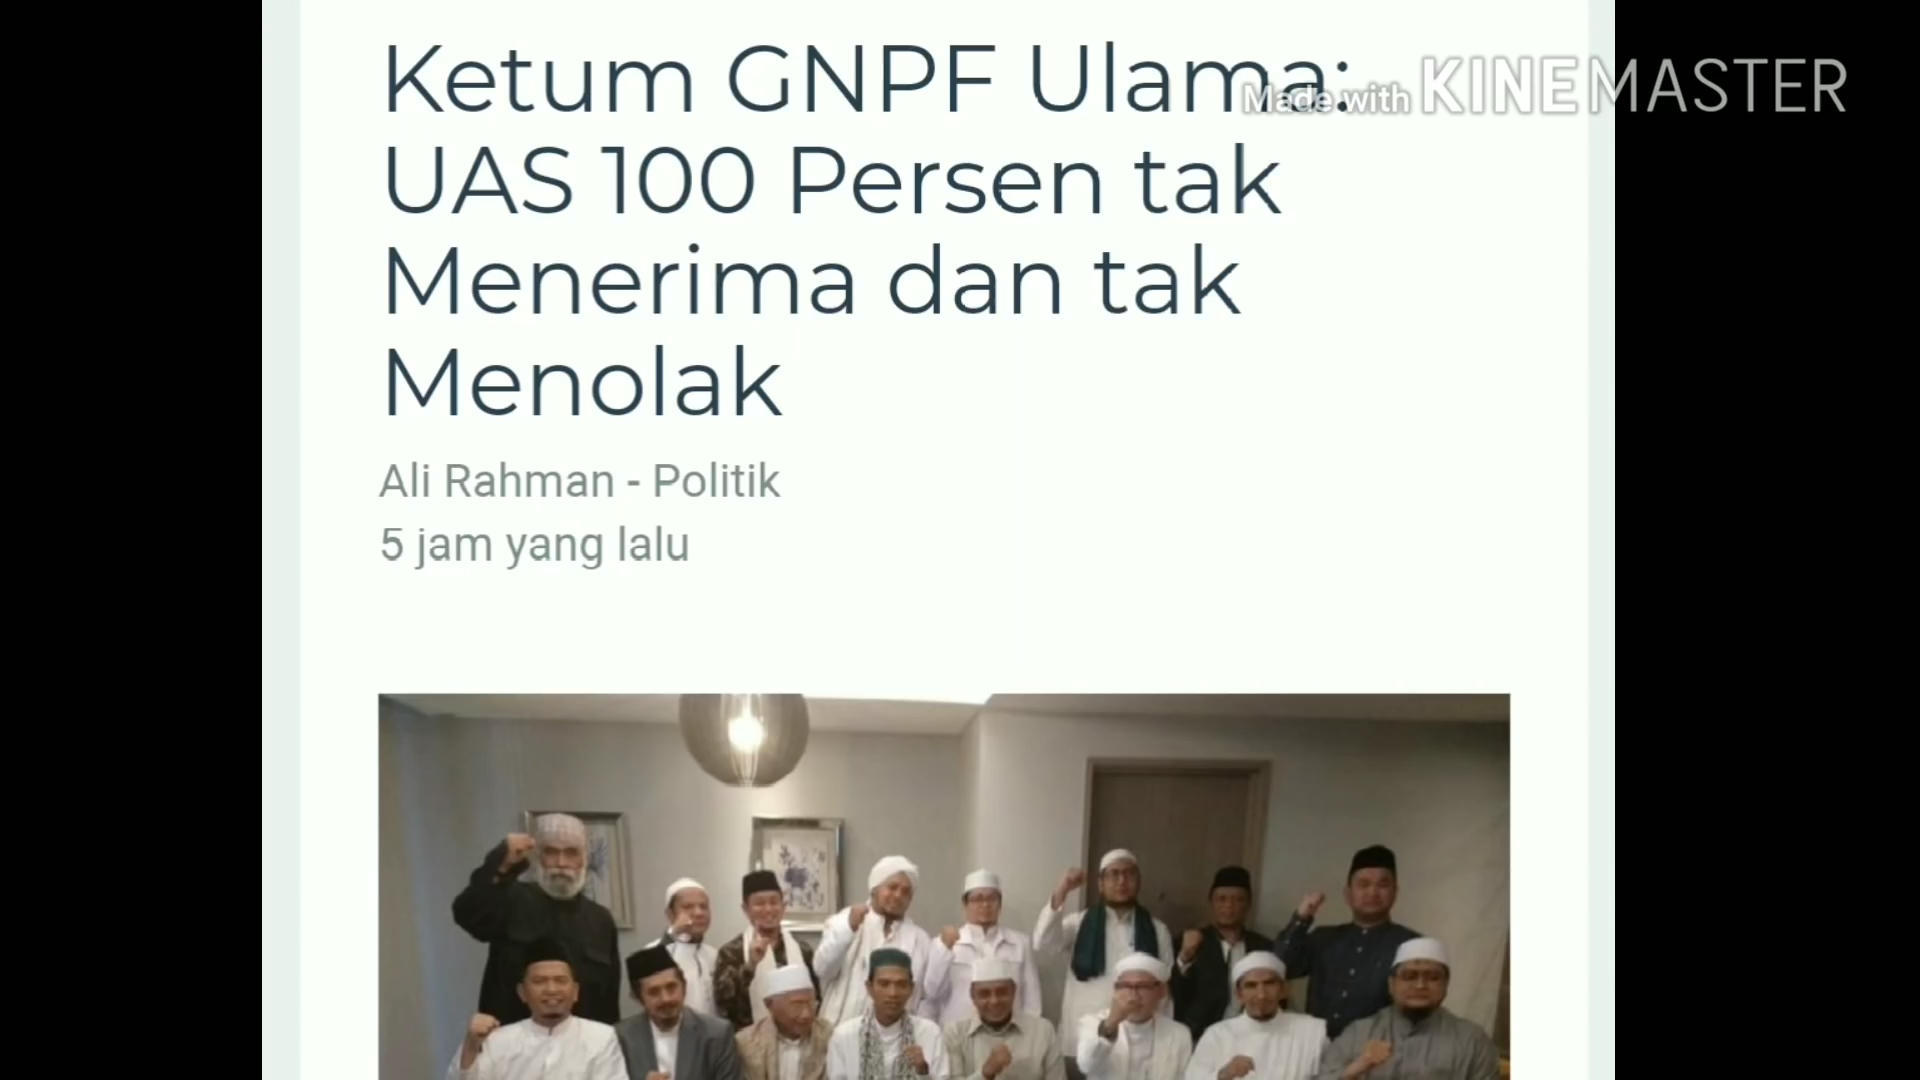 Ketum GNPF Ulama:
Made with KINEMASTER
UAS 100 Persen tak
Menerima dan tak
Menolak
Ali Rahman - Politik
5 jam yang lalu